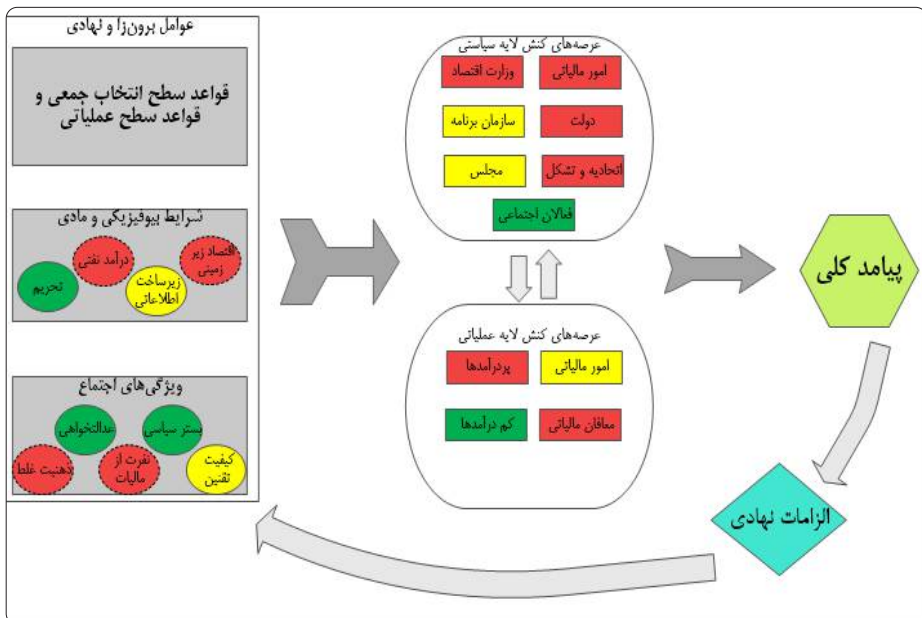 عوامل برون‌زا و نهادی
قواعد سطح انتخاب جمعی و
قواعد سطح عملیاتی
شرایط بیوفیزیکی و مادی
اقتصاد زیر
زمینی
درآمد نفتی
زیرساخت
اطلاعاتی
تحریم
ویژگی‌های اجتماع
بستر سیاسی
عدالتخواهی
کیفیت
تقنین
نفرت از
مالیات
ذهنیت غلط
عرصه‌های کنش لایه سیاستی
امور مالیاتی
وزارت اقتصاد
دولت
سازمان برنامه
اتحادیه و تشکل
مجلس
فعالان اجتماعی
عرصه‌های کنش لایه عملیاتی
امور مالیاتی
پردرآمدها
معافان مالیاتی
کم درآمدها
پیامد کلی
الزامات نهادی